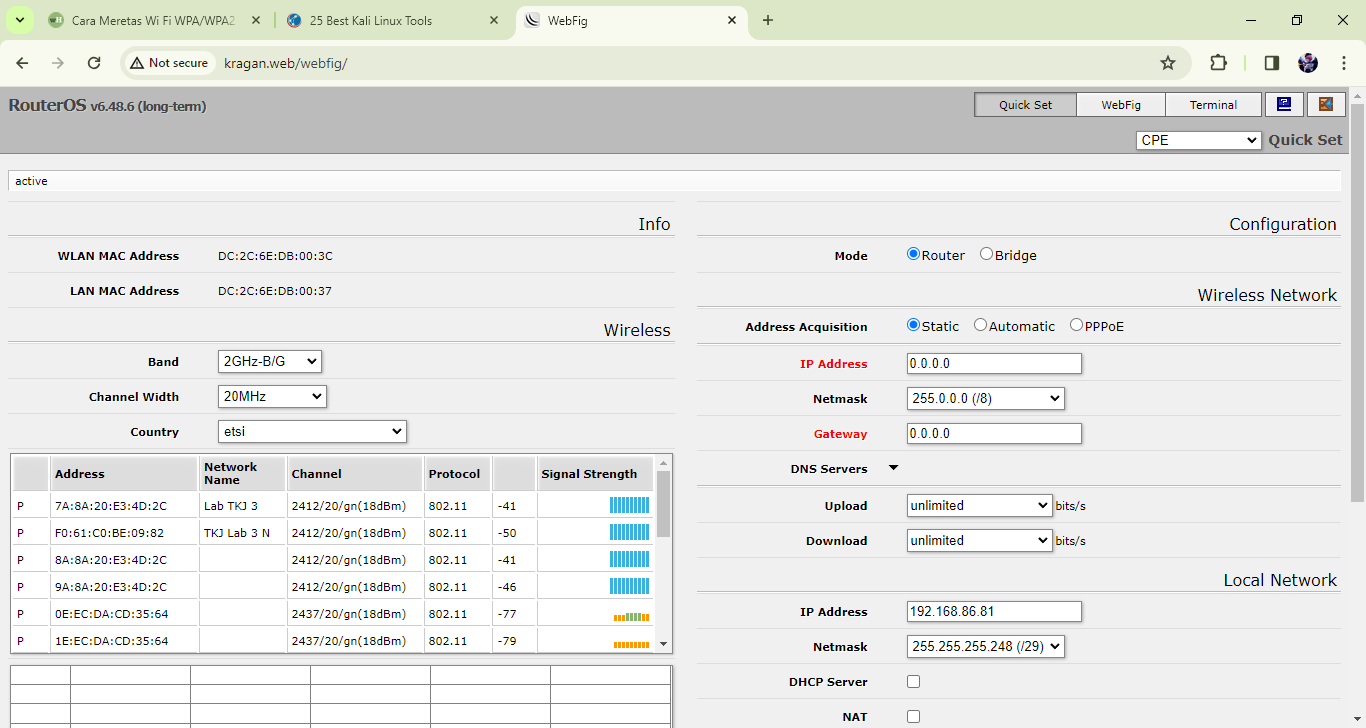 Cara Meretas Wi Fi WPA/WPA2
25 Best Kali Linux Tools
WebFig
Not secure
kragan.web/webfig/
RouterOS v6.48.6 (long-term)
Quick Set
WebFig
Terminal
CPE
Quick Set
active
Info
WLAN MAC Address DC:2C:6E:DB:00:3C
LAN MAC Address DC:2C:6E:DB:00:37
Wireless
Band 2GHz-B/G
Channel Width 20MHz
Country etsi
Address Network Name Channel Protocol Signal Strength
P 7A:8A:20:E3:4D:2C Lab TKJ 3 2412/20/gn(18dBm) 802.11 -41
P F0:61:C0:BE:09:82 TKJ Lab 3 N 2412/20/gn(18dBm) 802.11 -50
P 8A:8A:20:E3:4D:2C 2412/20/gn(18dBm) 802.11 -41
P 9A:8A:20:E3:4D:2C 2412/20/gn(18dBm) 802.11 -46
P 0E:EC:DA:CD:35:64 2437/20/gn(18dBm) 802.11 -77
P 1E:EC:DA:CD:35:64 2437/20/gn(18dBm) 802.11 -79
Configuration
Mode Router Bridge
Wireless Network
Address Acquisition Static Automatic PPPoE
IP Address 0.0.0.0
Netmask 255.0.0.0 (/8)
Gateway 0.0.0.0
DNS Servers
Upload unlimited bits/s
Download unlimited bits/s
Local Network
IP Address 192.168.86.81
Netmask 255.255.255.248 (/29)
DHCP Server
NAT